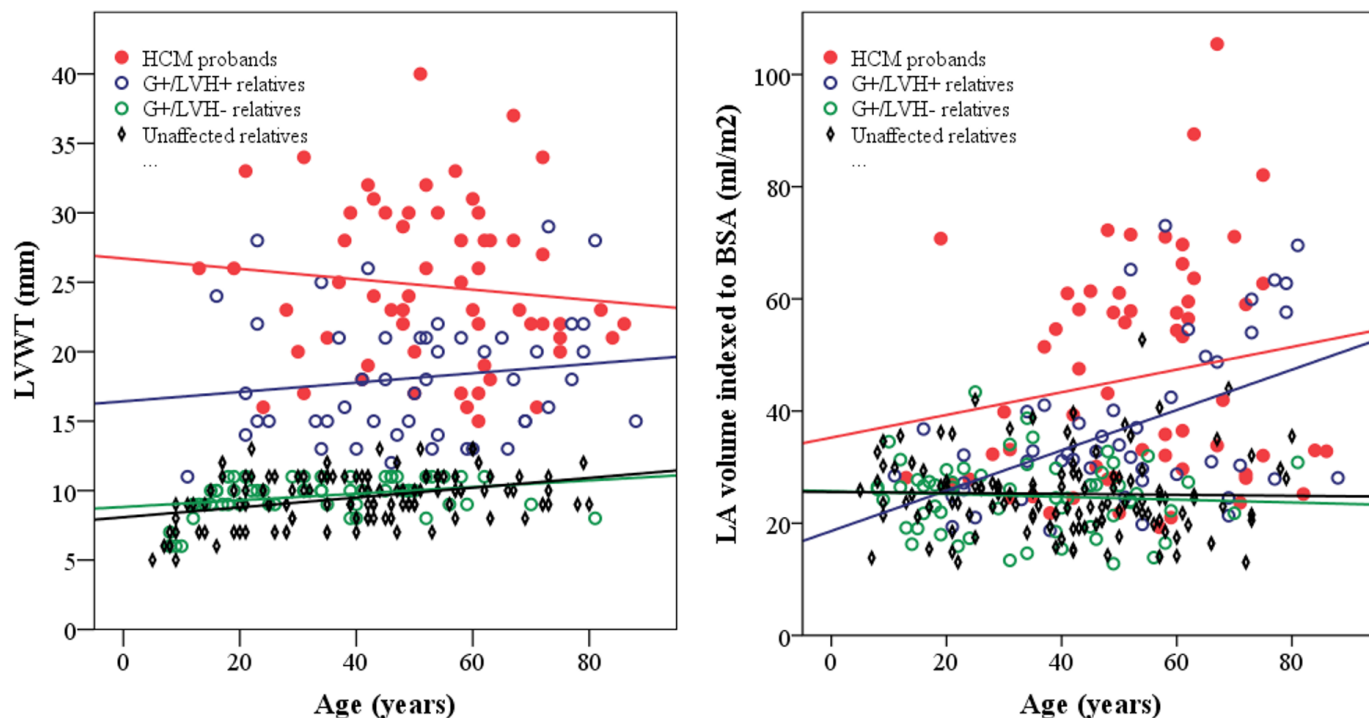 HCM probands
G+/LVH+ relatives
G+/LVH- relatives
Unaffected relatives
...
LVWT (mm)
40
35
30
25
20
15
10
5
0
0 20 40 60 80
Age (years)
HCM probands
G+/LVH+ relatives
G+/LVH- relatives
Unaffected relatives
...
LA volume indexed to BSA (ml/m2)
100
80
60
40
20
0
0 20 40 60 80
Age (years)